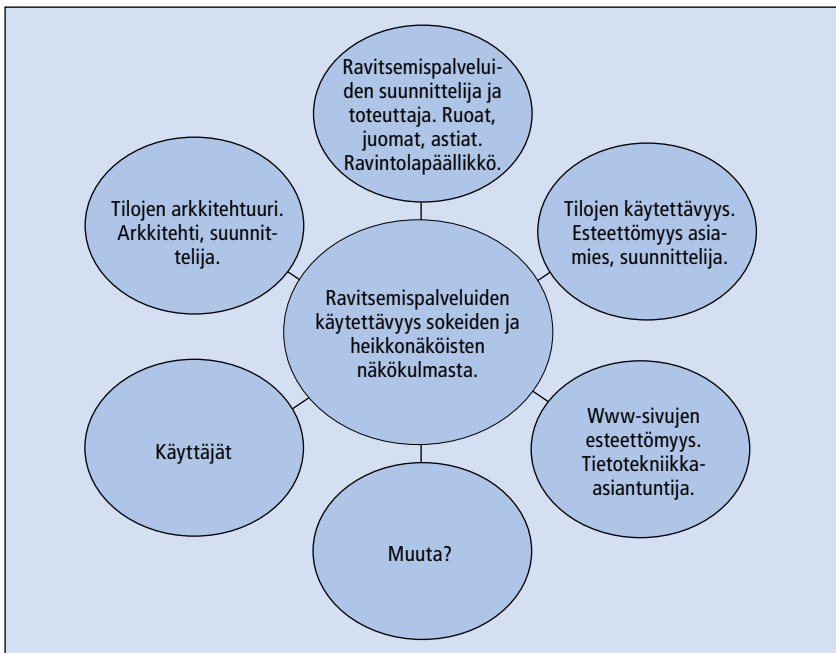 Ravitsemispalvelui-
den suunnittelija ja
toteuttaja. Ruoat,
juomat, astiat.
Ravintolapäällikkö.
Tilojen arkkitehtuuri.
Arkkitehti, suunnit-
telija.
Tilojen käytettävyys.
Esteettömyys asia-
mies, suunnittelija.
Ravitsemispalveluiden
käytettävyys sokeiden ja
heikkonäköisten
näkökulmasta.
Käyttäjät
Www-sivujen
esteettömyys.
Tietotekniikka-
asiantuntija.
Muuta?